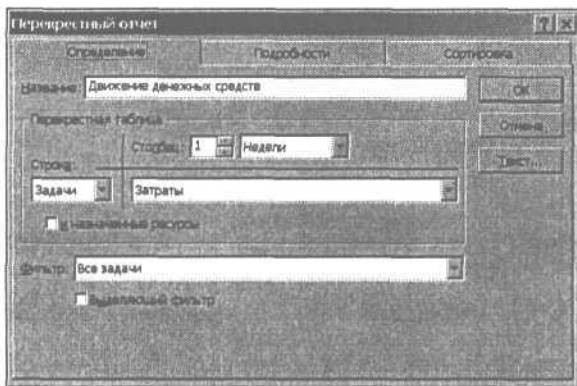 Перекрестный отчет
Определение Подробности Сортировка
Название: Движение денежных средств
ОК
Перекрестная таблица
Отмена
Столбец: 1 Недели
Текст...
Строка:
Задачи Затраты
и назначенные ресурсы
Фильтр: Все задачи
Выделяющий фильтр